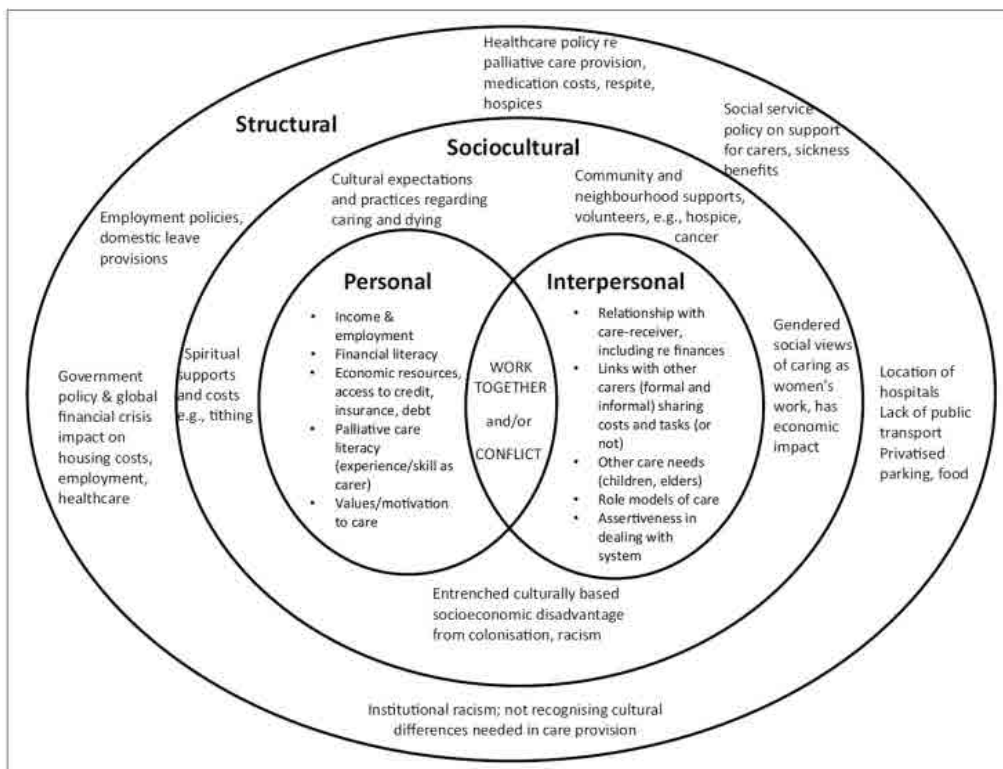 Healthcare policy re
palliative care provision,
medication costs, respite,
hospices
Structural
Social service
policy on support
for carers, sickness
benefits
Sociocultural
Cultural expectations
and practices regarding
caring and dying
Community and
neighbourhood supports,
volunteers, e.g., hospice,
cancer
Employment policies,
domestic leave
provisions
Personal
• Income &
employment
• Financial literacy
• Economic resources,
access to credit,
insurance, debt
• Palliative care
literacy
(experience/skill as
carer)
• Values/motivation
to care
WORK
TOGETHER
and/or
CONFLICT
Interpersonal
• Relationship with
care-receiver,
including re finances
• Links with other
carers (formal and
informal) sharing
costs and tasks (or
not)
• Other care needs
(children, elders)
• Role models of care
• Assertiveness in
dealing with
system
Gendered
social views
of caring as
women's
work, has
economic
impact
Spiritual
supports
and costs
e.g., tithing
Government
policy & global
financial crisis
impact on
housing costs,
employment,
healthcare
Location of
hospitals
Lack of public
transport
Privatised
parking, food
Entrenched culturally based
socioeconomic disadvantage
from colonisation, racism
Institutional racism; not recognising cultural
differences needed in care provision